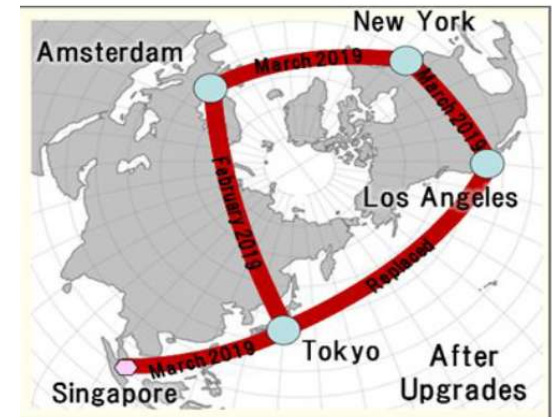 New York
Amsterdam
March 2019
March 2019
Los Angeles
February 2019
Replaced
Tokyo
March 2019
Singapore
After
Upgrades